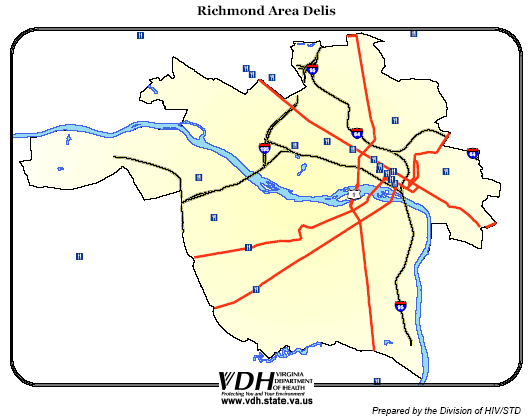 Richmond Area Delis
1
VDH VIRGINIA DEPARTMENT OF HEALTH
Protecting You and Your Environment
www.vdh.state.va.us
Prepared by the Division of HIV/STD